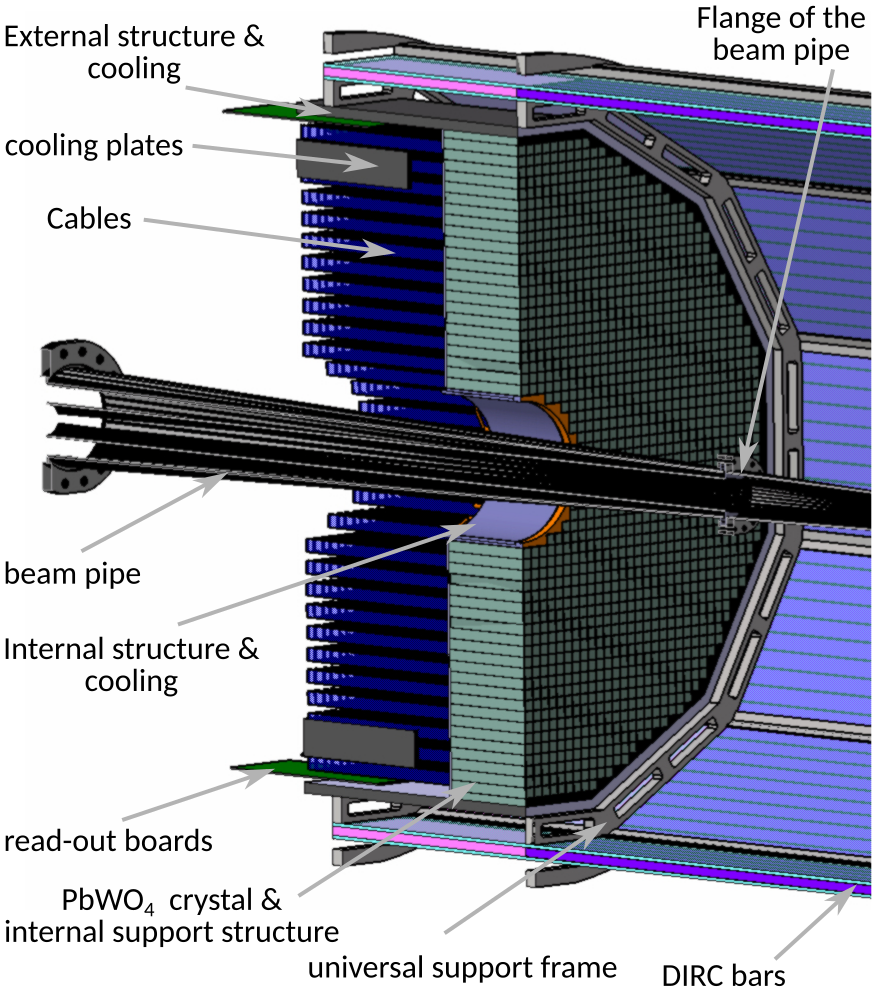 External structure &
cooling
Flange of the
beam pipe
cooling plates
Cables
beam pipe
Internal structure &
cooling
read-out boards
PbWO₄ crystal &
internal support structure
universal support frame
DIRC bars